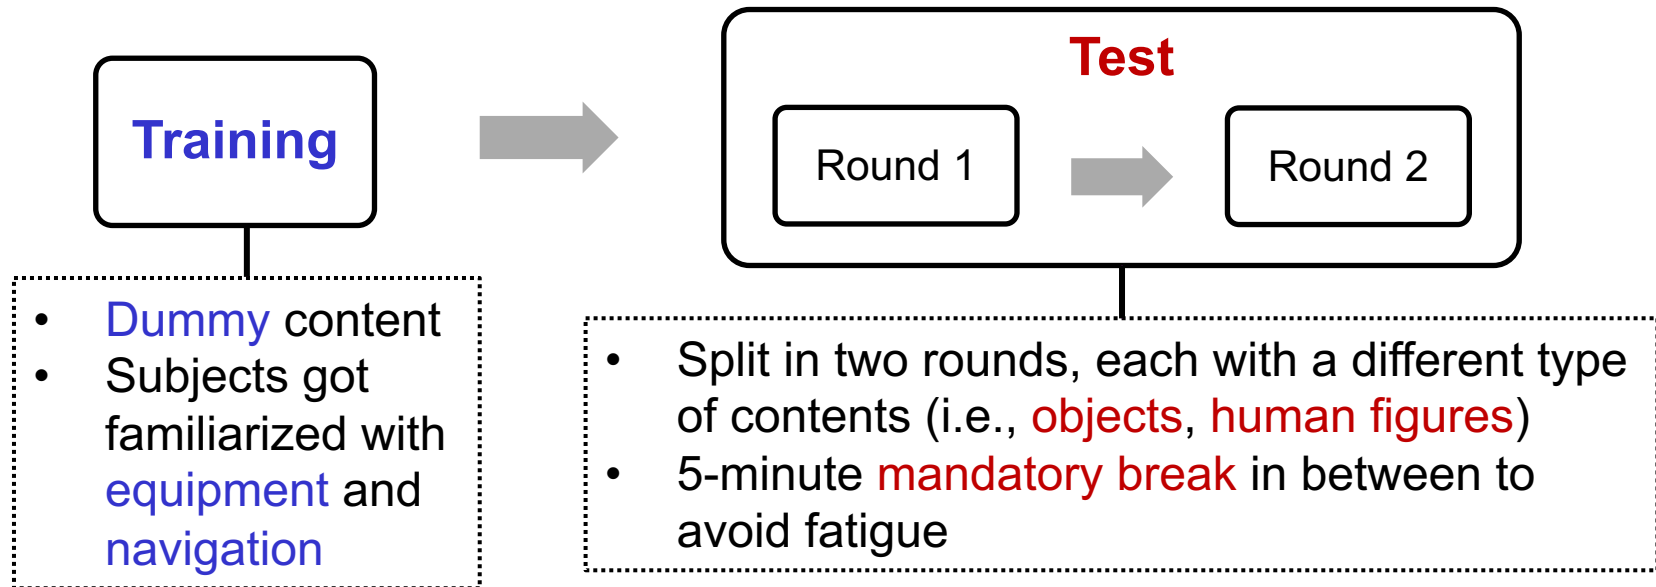 Training
Test
Round 1
Round 2
• Dummy content
• Subjects got
familiarized with
equipment and
navigation
• Split in two rounds, each with a different type
of contents (i.e., objects, human figures)
• 5-minute mandatory break in between to
avoid fatigue